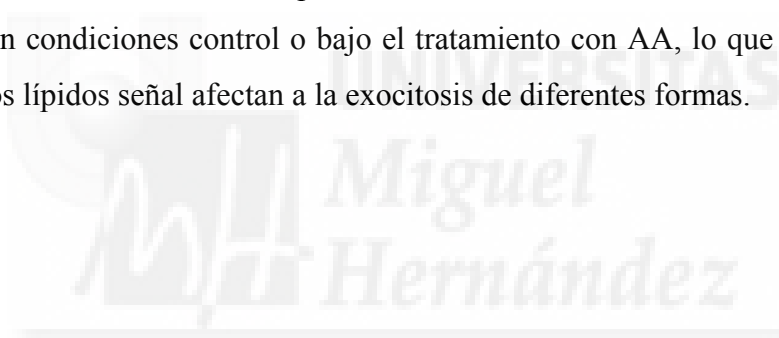 n condiciones control o bajo el tratamiento con AA, lo que
s lípidos señal afectan a la exocitosis de diferentes formas.
UNIVERSITAS
Miguel
Hernández